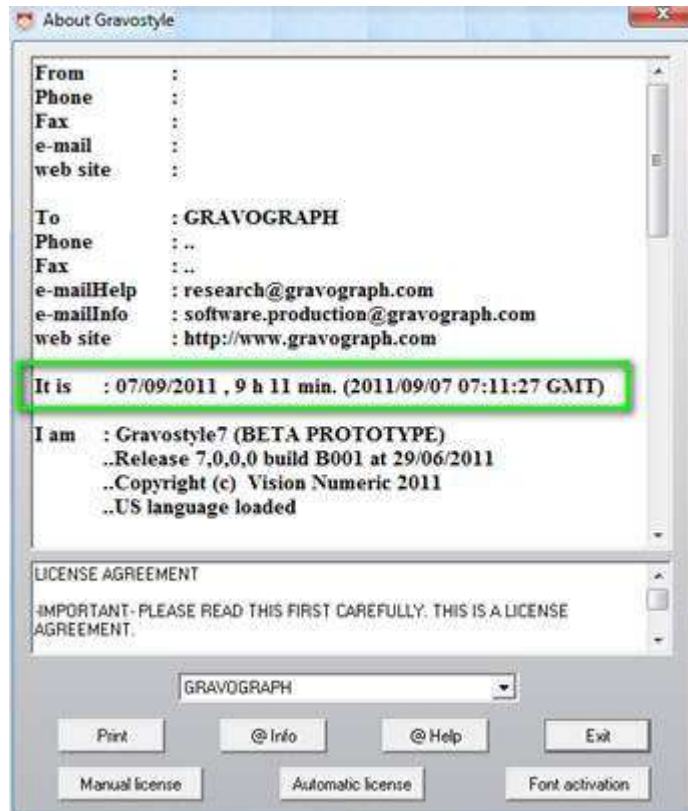 About Gravostyle
From :
Phone :
Fax :
e-mail :
web site :
To : GRAVOGRAPH
Phone : ..
Fax : ..
e-mailHelp : research@gravograph.com
e-mailInfo : software.production@gravograph.com
web site : http://www.gravograph.com
It is : 07/09/2011 , 9 h 11 min. (2011/09/07 07:11:27 GMT)
I am : Gravostyle7 (BETA PROTOTYPE)
..Release 7,0,0,0 build B001 at 29/06/2011
..Copyright (c) Vision Numeric 2011
..US language loaded
LICENSE AGREEMENT
-IMPORTANT- PLEASE READ THIS FIRST CAREFULLY. THIS IS A LICENSE
AGREEMENT.
GRAVOGRAPH
Print @ Info @ Help Exit
Manual license Automatic license Font activation